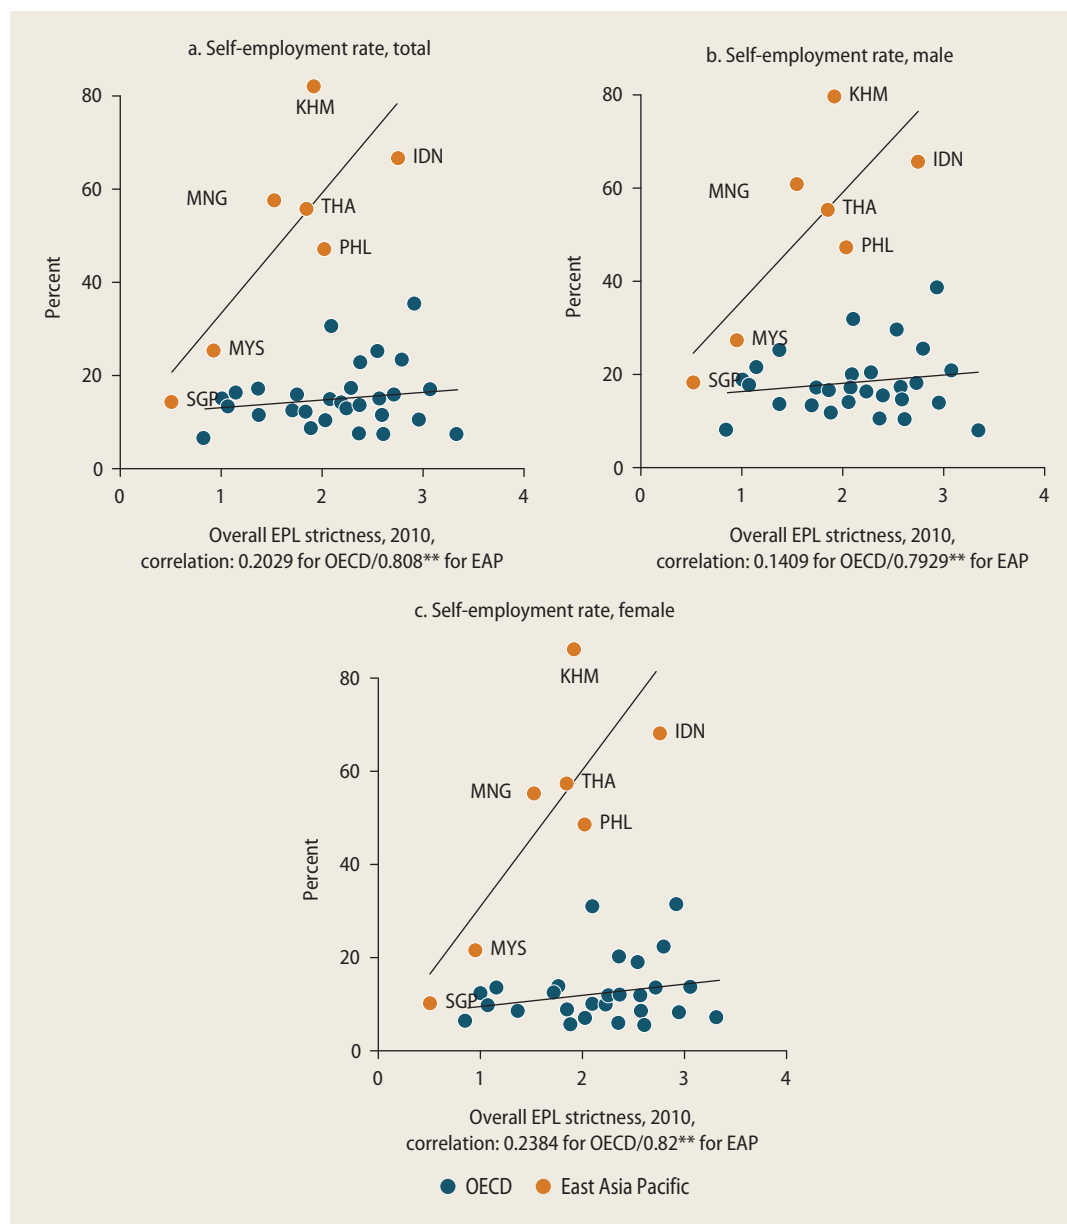 a. Self-employment rate, total
80
60
40
20
0
Percent
KHM
IDN
MNG
THA
PHL
MYS
SGP
0 1 2 3 4
Overall EPL strictness, 2010,
correlation: 0.2029 for OECD/0.808** for EAP
b. Self-employment rate, male
80
60
40
20
0
Percent
KHM
IDN
MNG
THA
PHL
MYS
SGP
0 1 2 3 4
Overall EPL strictness, 2010,
correlation: 0.1409 for OECD/0.7929** for EAP
c. Self-employment rate, female
80
60
40
20
0
Percent
KHM
IDN
THA
MNG
PHL
MYS
SGP
0 1 2 3 4
Overall EPL strictness, 2010,
correlation: 0.2384 for OECD/0.82** for EAP
OECD East Asia Pacific